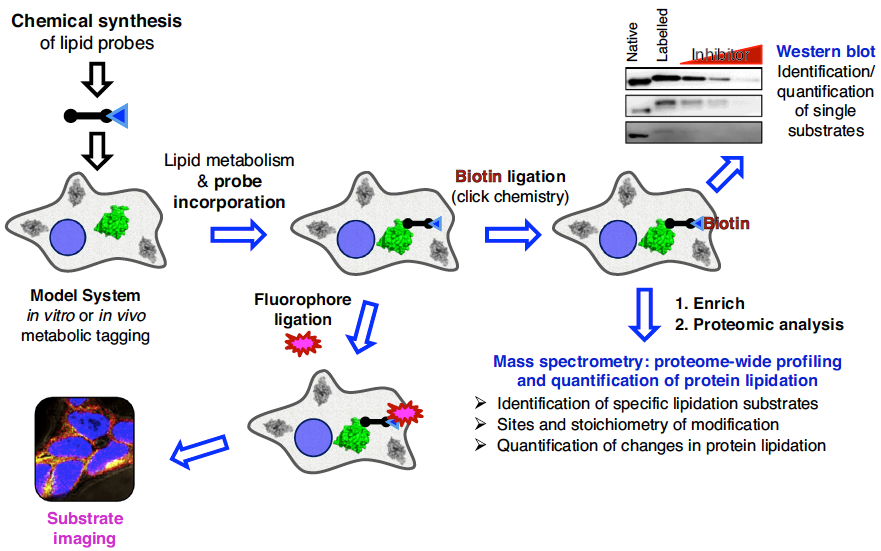 Chemical synthesis
of lipid probes
Model System
in vitro or in vivo
metabolic tagging
Lipid metabolism
& probe
incorporation
Biotin ligation
(click chemistry)
Biotin
Native
Labelled
Inhibitor
Western blot
Identification/
quantification
of single
substrates
Fluorophore
ligation
Substrate
imaging
1. Enrich
2. Proteomic analysis
Mass spectrometry: proteome-wide profiling
and quantification of protein lipidation
➢ Identification of specific lipidation substrates
➢ Sites and stoichiometry of modification
➢ Quantification of changes in protein lipidation